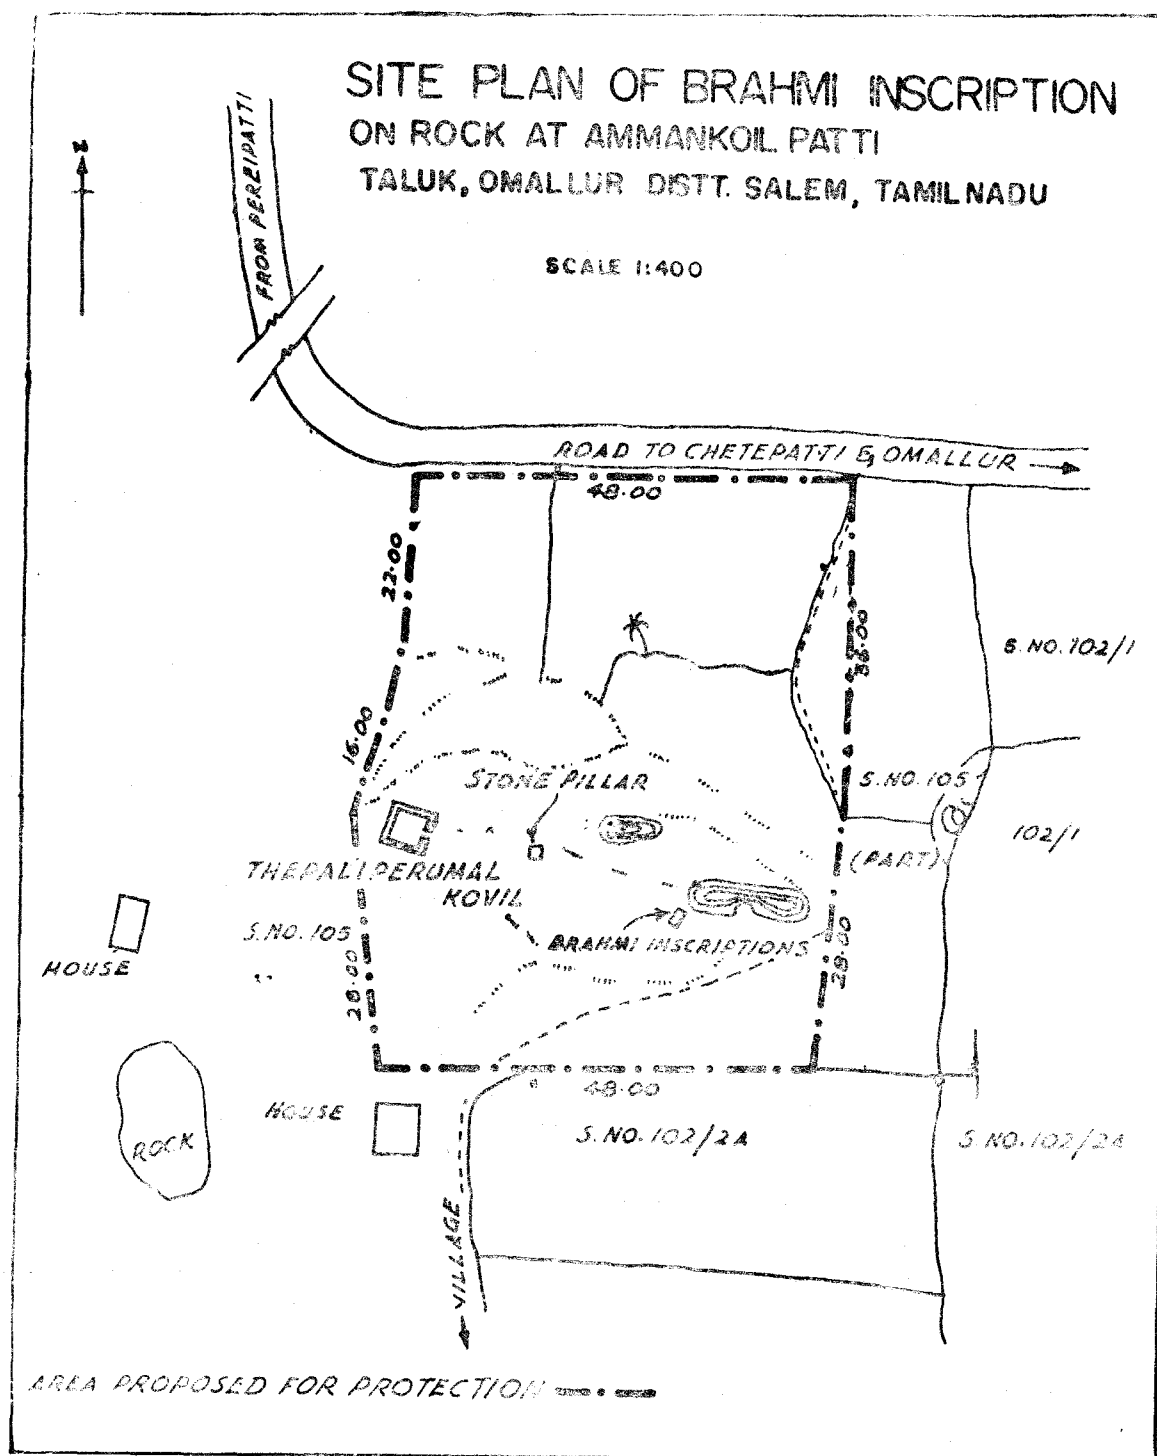 SITE PLAN OF BRAHMI INSCRIPTION
ON ROCK AT AMMANKOIL PATTI
TALUK, OMALLUR DISTT. SALEM, TAMILNADU
SCALE 1:400
N
FROM PERIPATTI
ROAD TO CHETEPATTI & OMALLUR
48.00
22.00
36.00
S.NO.102/1
16.00
STONE PILLAR
S.NO.105
(PART)
102/1
THEPALIPERUMAL
KOVIL
S.NO.105
BRAHMI INSCRIPTIONS
HOUSE
28.00
28.00
48.00
HOUSE
S.NO.102/2A
S.NO.102/2A
ROCK
VILLAGE
AREA PROPOSED FOR PROTECTION